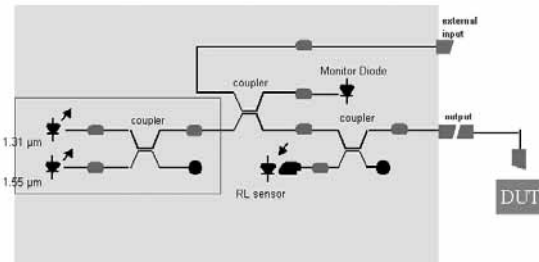 external
input
coupler
Monitor Diode
coupler
coupler
output
1.31 µm
1.55 µm
RL sensor
DUT